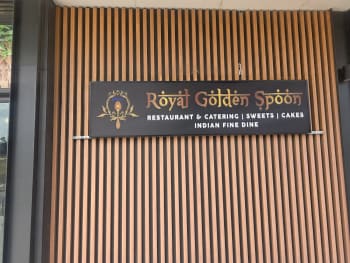 Royal Golden Spoon
RESTAURANT & CATERING | SWEETS | CAKES
INDIAN FINE DINE